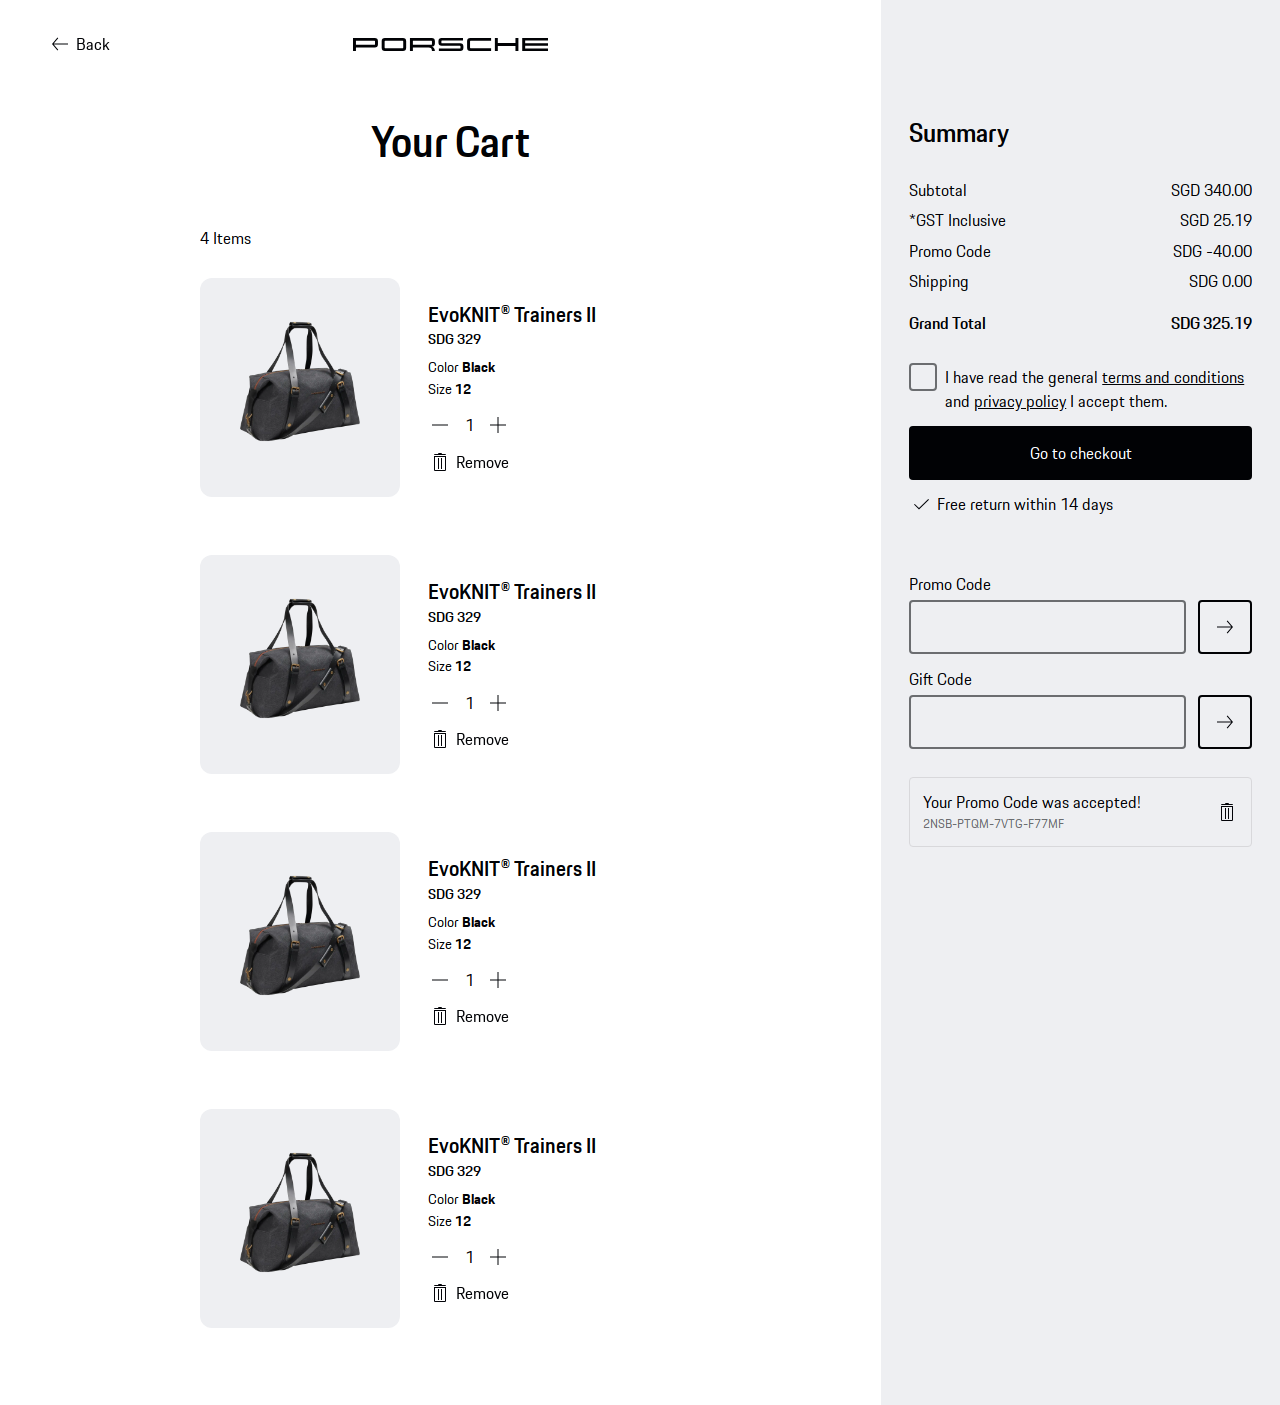 Back
PORSCHE
Your Cart
4 Items
EvoKNIT® Trainers II
SDG 329
Color Black
Size 12
1
Remove
EvoKNIT® Trainers II
SDG 329
Color Black
Size 12
1
Remove
EvoKNIT® Trainers II
SDG 329
Color Black
Size 12
1
Remove
EvoKNIT® Trainers II
SDG 329
Color Black
Size 12
1
Remove
Summary
Subtotal SGD 340.00
*GST Inclusive SGD 25.19
Promo Code SDG -40.00
Shipping SDG 0.00
Grand Total SDG 325.19
I have read the general terms and conditions
and privacy policy I accept them.
Go to checkout
Free return within 14 days
Promo Code
Gift Code
Your Promo Code was accepted!
2NSB-PTQM-7VTG-F77MF